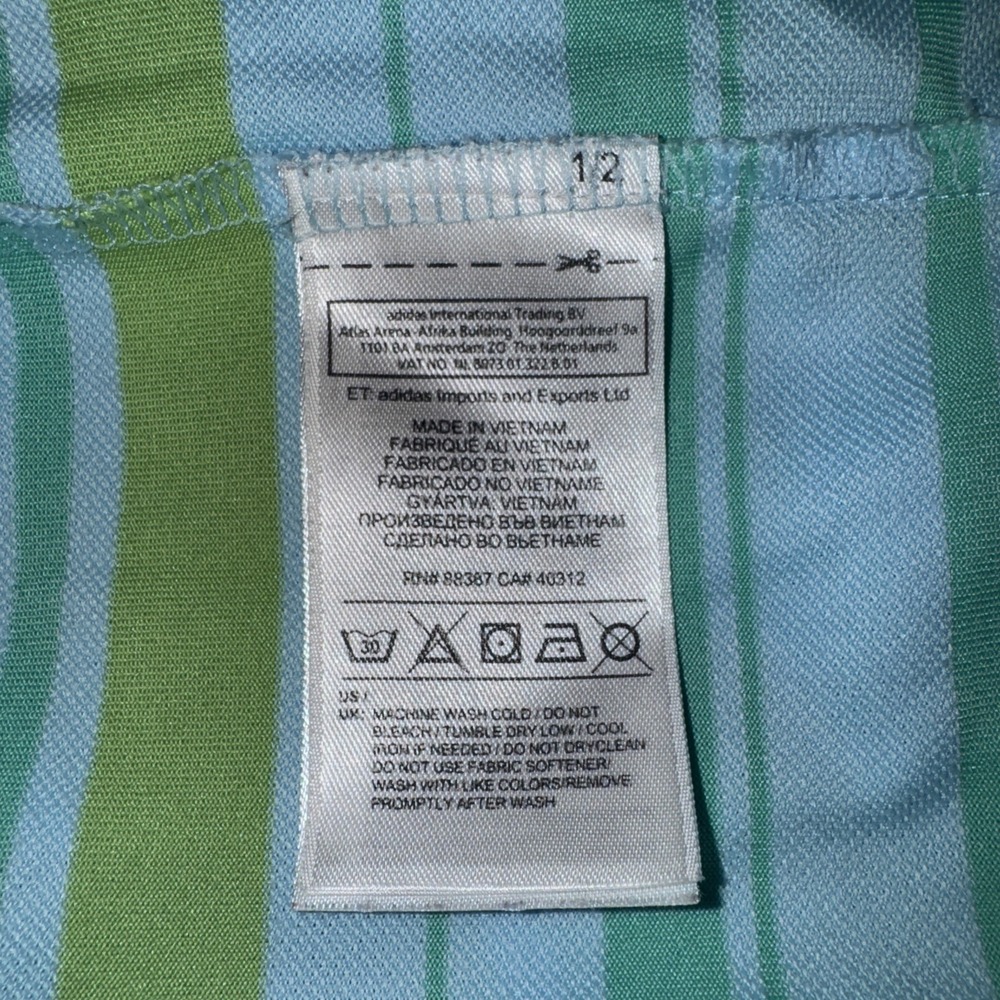 1/2
adidas International Trading BV
Atlas Arena Afrika Building Hoogoorddreef 9a
1101 BA Amsterdam ZO The Netherlands
VAT NO NL 8073.01.322.B.01
ET: adidas Imports and Exports Ltd
MADE IN VIETNAM
FABRIQUÉ AU VIETNAM
FABRICADO EN VIETNAM
FABRICADO NO VIETNAME
GYÁRTVA: VIETNAM
ПРОИЗВЕДЕНО ВЪВ ВИЕТНАМ
СДЕЛАНО ВО ВЬЕТНАМЕ
RN# 88387 CA# 40312
30
US /
UK: MACHINE WASH COLD / DO NOT
BLEACH / TUMBLE DRY LOW / COOL
IRON IF NEEDED / DO NOT DRYCLEAN
DO NOT USE FABRIC SOFTENER/
WASH WITH LIKE COLORS/REMOVE
PROMPTLY AFTER WASH